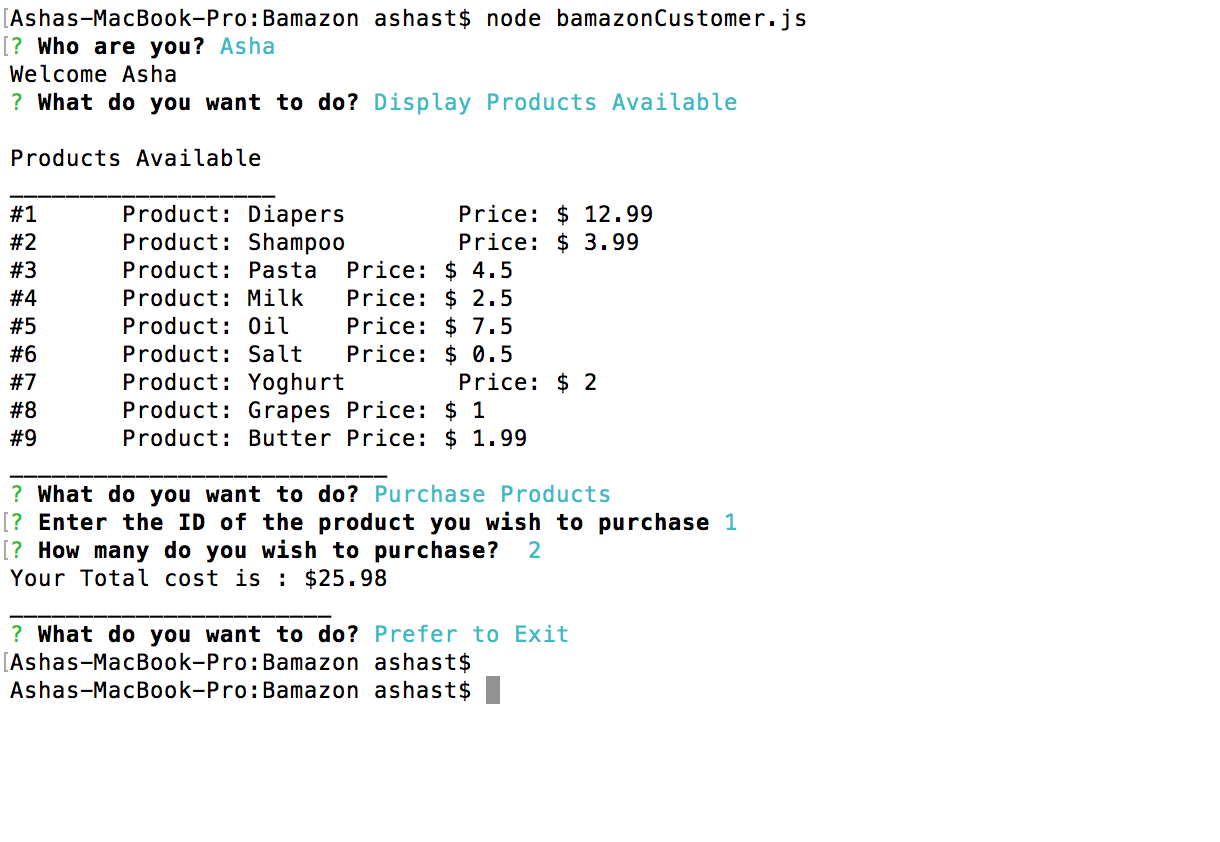 [Ashas-MacBook-Pro:Bamazon ashast$ node bamazonCustomer.js
[? Who are you? Asha
Welcome Asha
? What do you want to do? Display Products Available
Products Available
___________________
#1      Product: Diapers        Price: $ 12.99
#2      Product: Shampoo        Price: $ 3.99
#3      Product: Pasta  Price: $ 4.5
#4      Product: Milk   Price: $ 2.5
#5      Product: Oil    Price: $ 7.5
#6      Product: Salt   Price: $ 0.5
#7      Product: Yoghurt        Price: $ 2
#8      Product: Grapes Price: $ 1
#9      Product: Butter Price: $ 1.99
___________________________
? What do you want to do? Purchase Products
[? Enter the ID of the product you wish to purchase 1
[? How many do you wish to purchase?  2
Your Total cost is : $25.98
_______________________
? What do you want to do? Prefer to Exit
[Ashas-MacBook-Pro:Bamazon ashast$
Ashas-MacBook-Pro:Bamazon ashast$